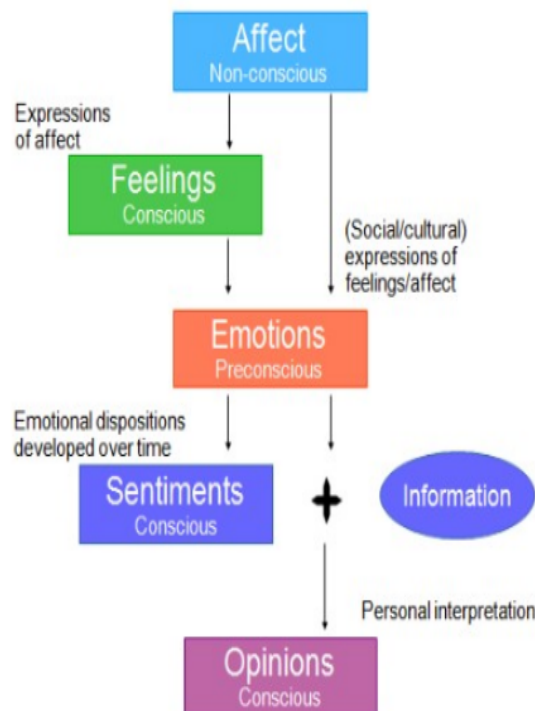 Affect
Non-conscious
Expressions
of affect
Feelings
Conscious
(Social/cultural)
expressions of
feelings/affect
Emotions
Preconscious
Emotional dispositions
developed over time
Sentiments
Conscious
+
Information
Personal interpretation
Opinions
Conscious